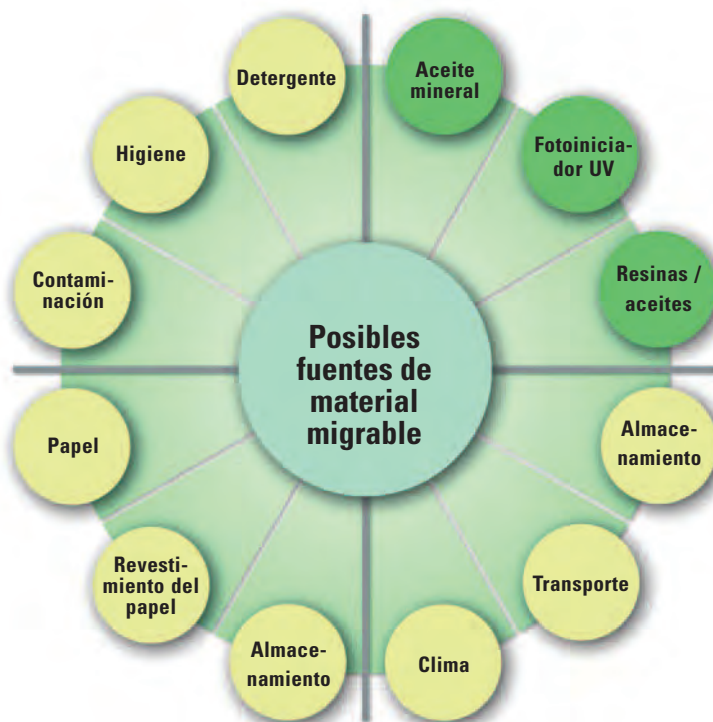 Detergente
Aceite
mineral
Higiene
Fotoinicia-
dor UV
Contami-
nación
Resinas /
aceites
Posibles
fuentes de
material
migrable
Papel
Almace-
namiento
Revesti-
miento del
papel
Transporte
Almace-
namiento
Clima